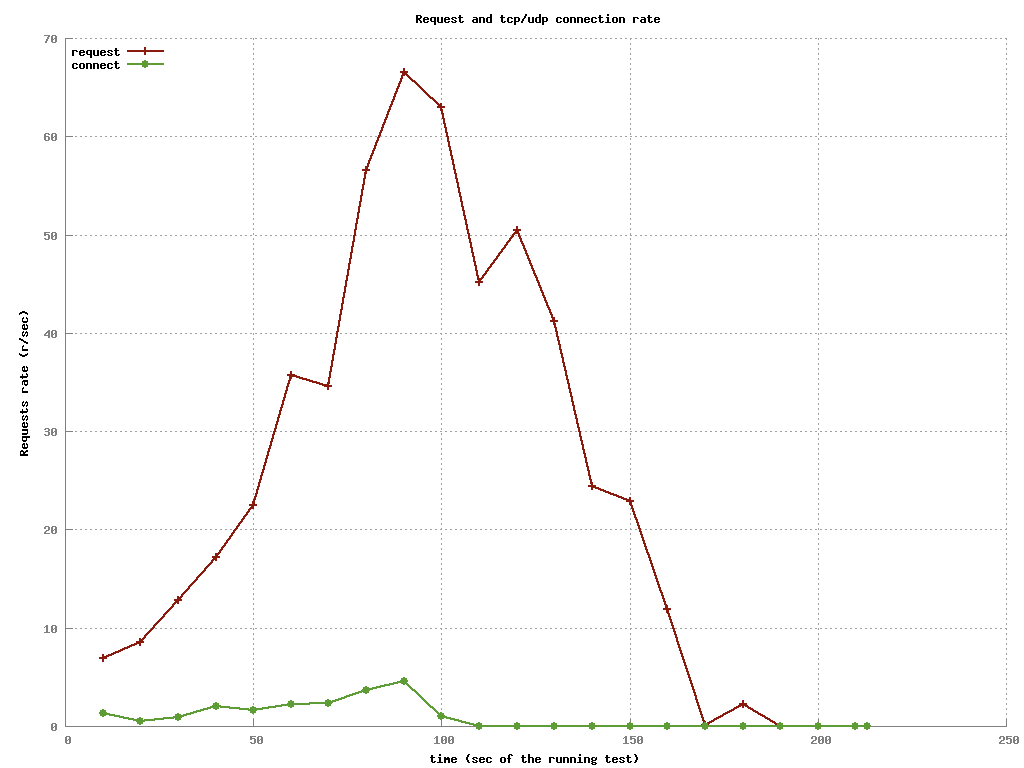 Request and tcp/udp connection rate
request
connect
70
60
50
40
30
20
10
0
Requests rate (r/sec)
0 50 100 150 200 250
time (sec of the running test)